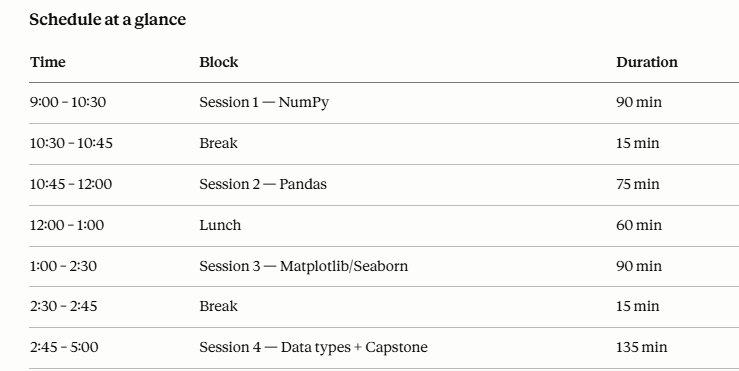 Schedule at a glance
Time Block Duration
9:00 – 10:30 Session 1 — NumPy 90 min
10:30 – 10:45 Break 15 min
10:45 – 12:00 Session 2 — Pandas 75 min
12:00 – 1:00 Lunch 60 min
1:00 – 2:30 Session 3 — Matplotlib/Seaborn 90 min
2:30 – 2:45 Break 15 min
2:45 – 5:00 Session 4 — Data types + Capstone 135 min